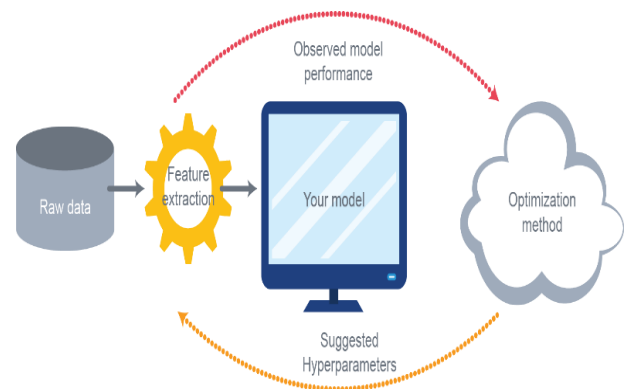 Observed model
performance
Raw data
Feature
extraction
Your model
Optimization
method
Suggested
Hyperparameters